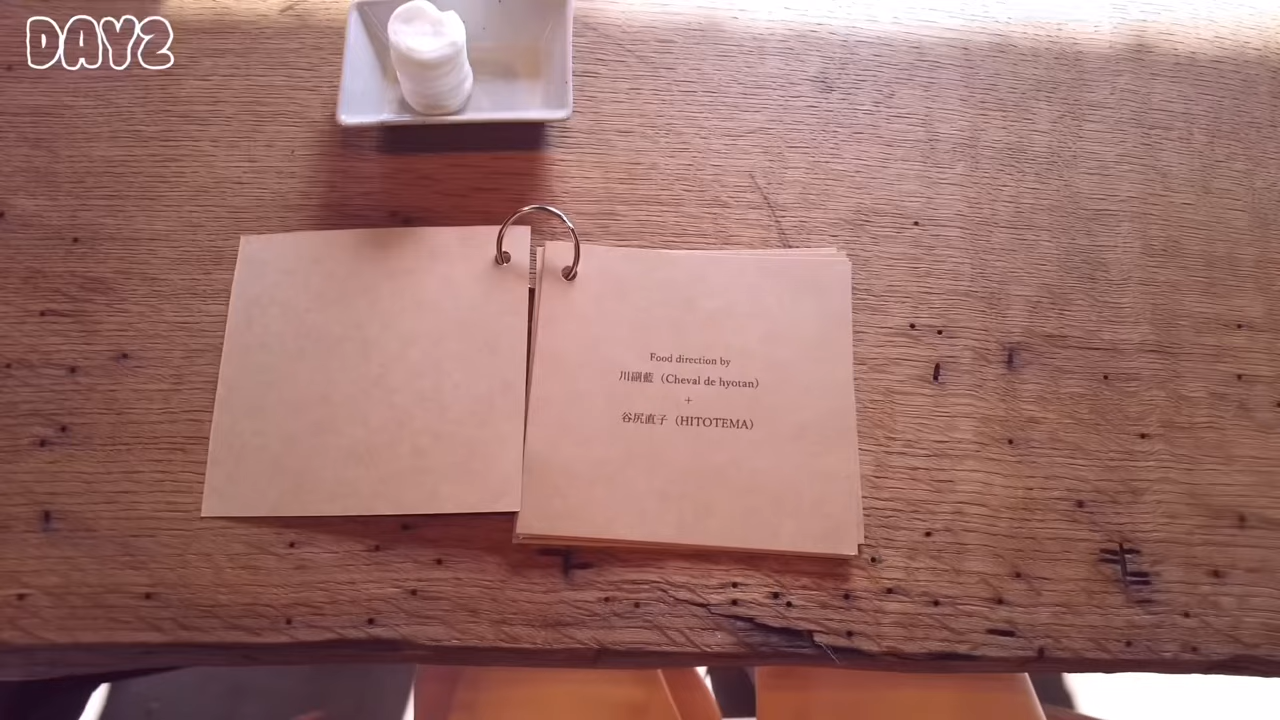 DAY2
Food direction by
川副藍（Cheval de hyotan）
+
谷尻直子（HITOTEMA）